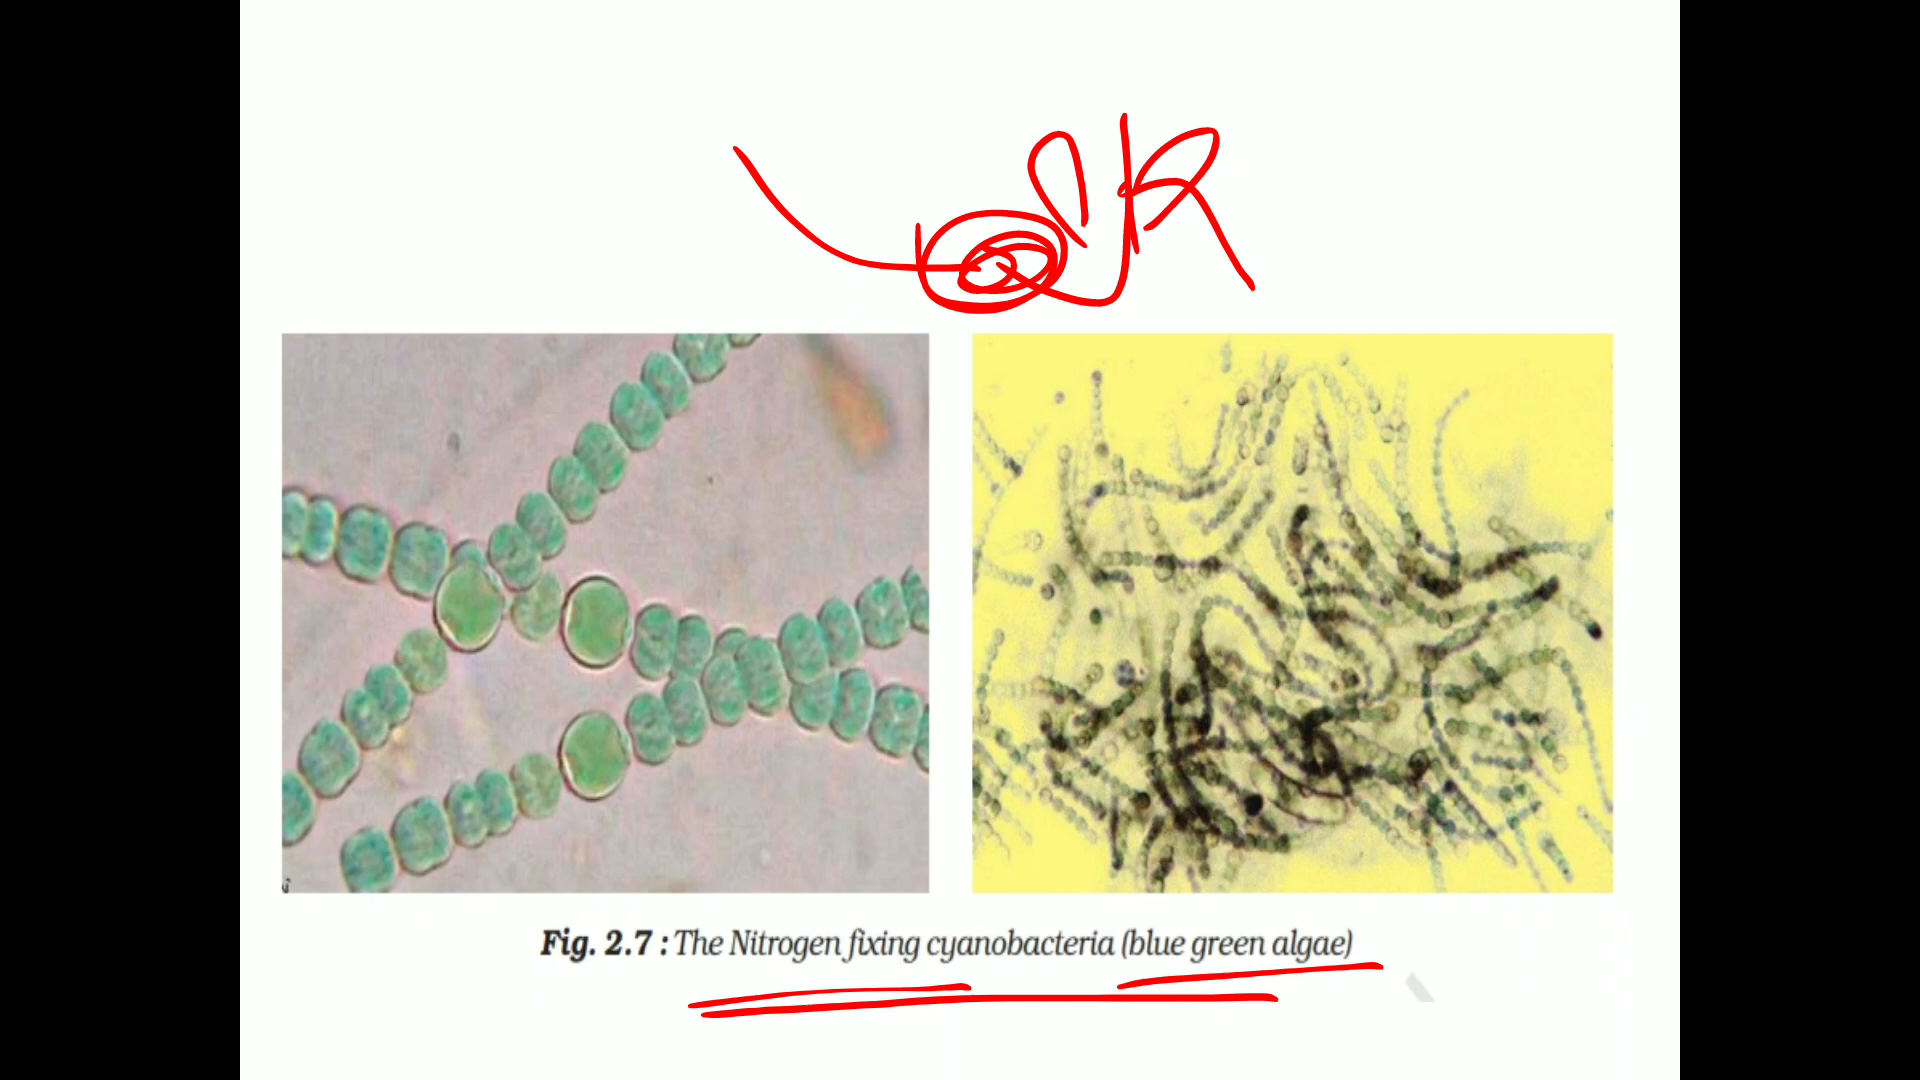 Fig. 2.7 : The Nitrogen fixing cyanobacteria (blue green algae)